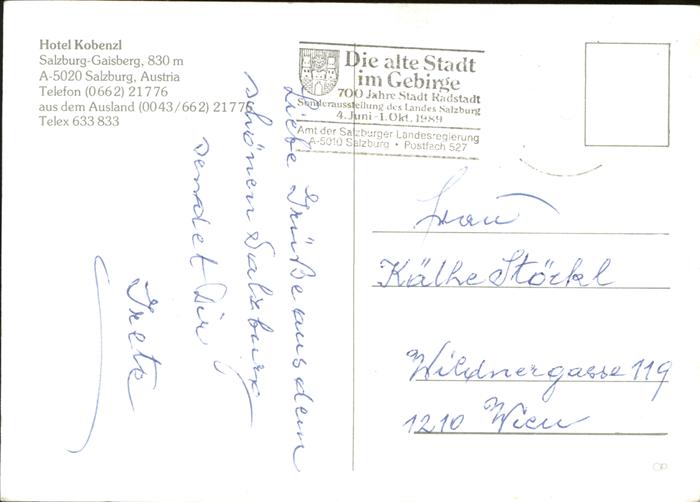 Hotel Kobenzl
Salzburg-Gaisberg, 830 m
A-5020 Salzburg, Austria
Telefon (0662) 21776
aus dem Ausland (0043/662) 21776
Telex 633 833
Die alte Stadt
im Gebirge
700 Jahre Stadt Radstadt
Sonderausstellung des Landes Salzburg
4. Juni - 1. Okt. 1989
Amt der Salzburger Landesregierung
A-5010 Salzburg • Postfach 527
Liebe Grüße aus dem
schönen Salzburg
sendet Dir
Grete
Frau
Käthe Störkl
Wildnergasse 119
1210 Wien